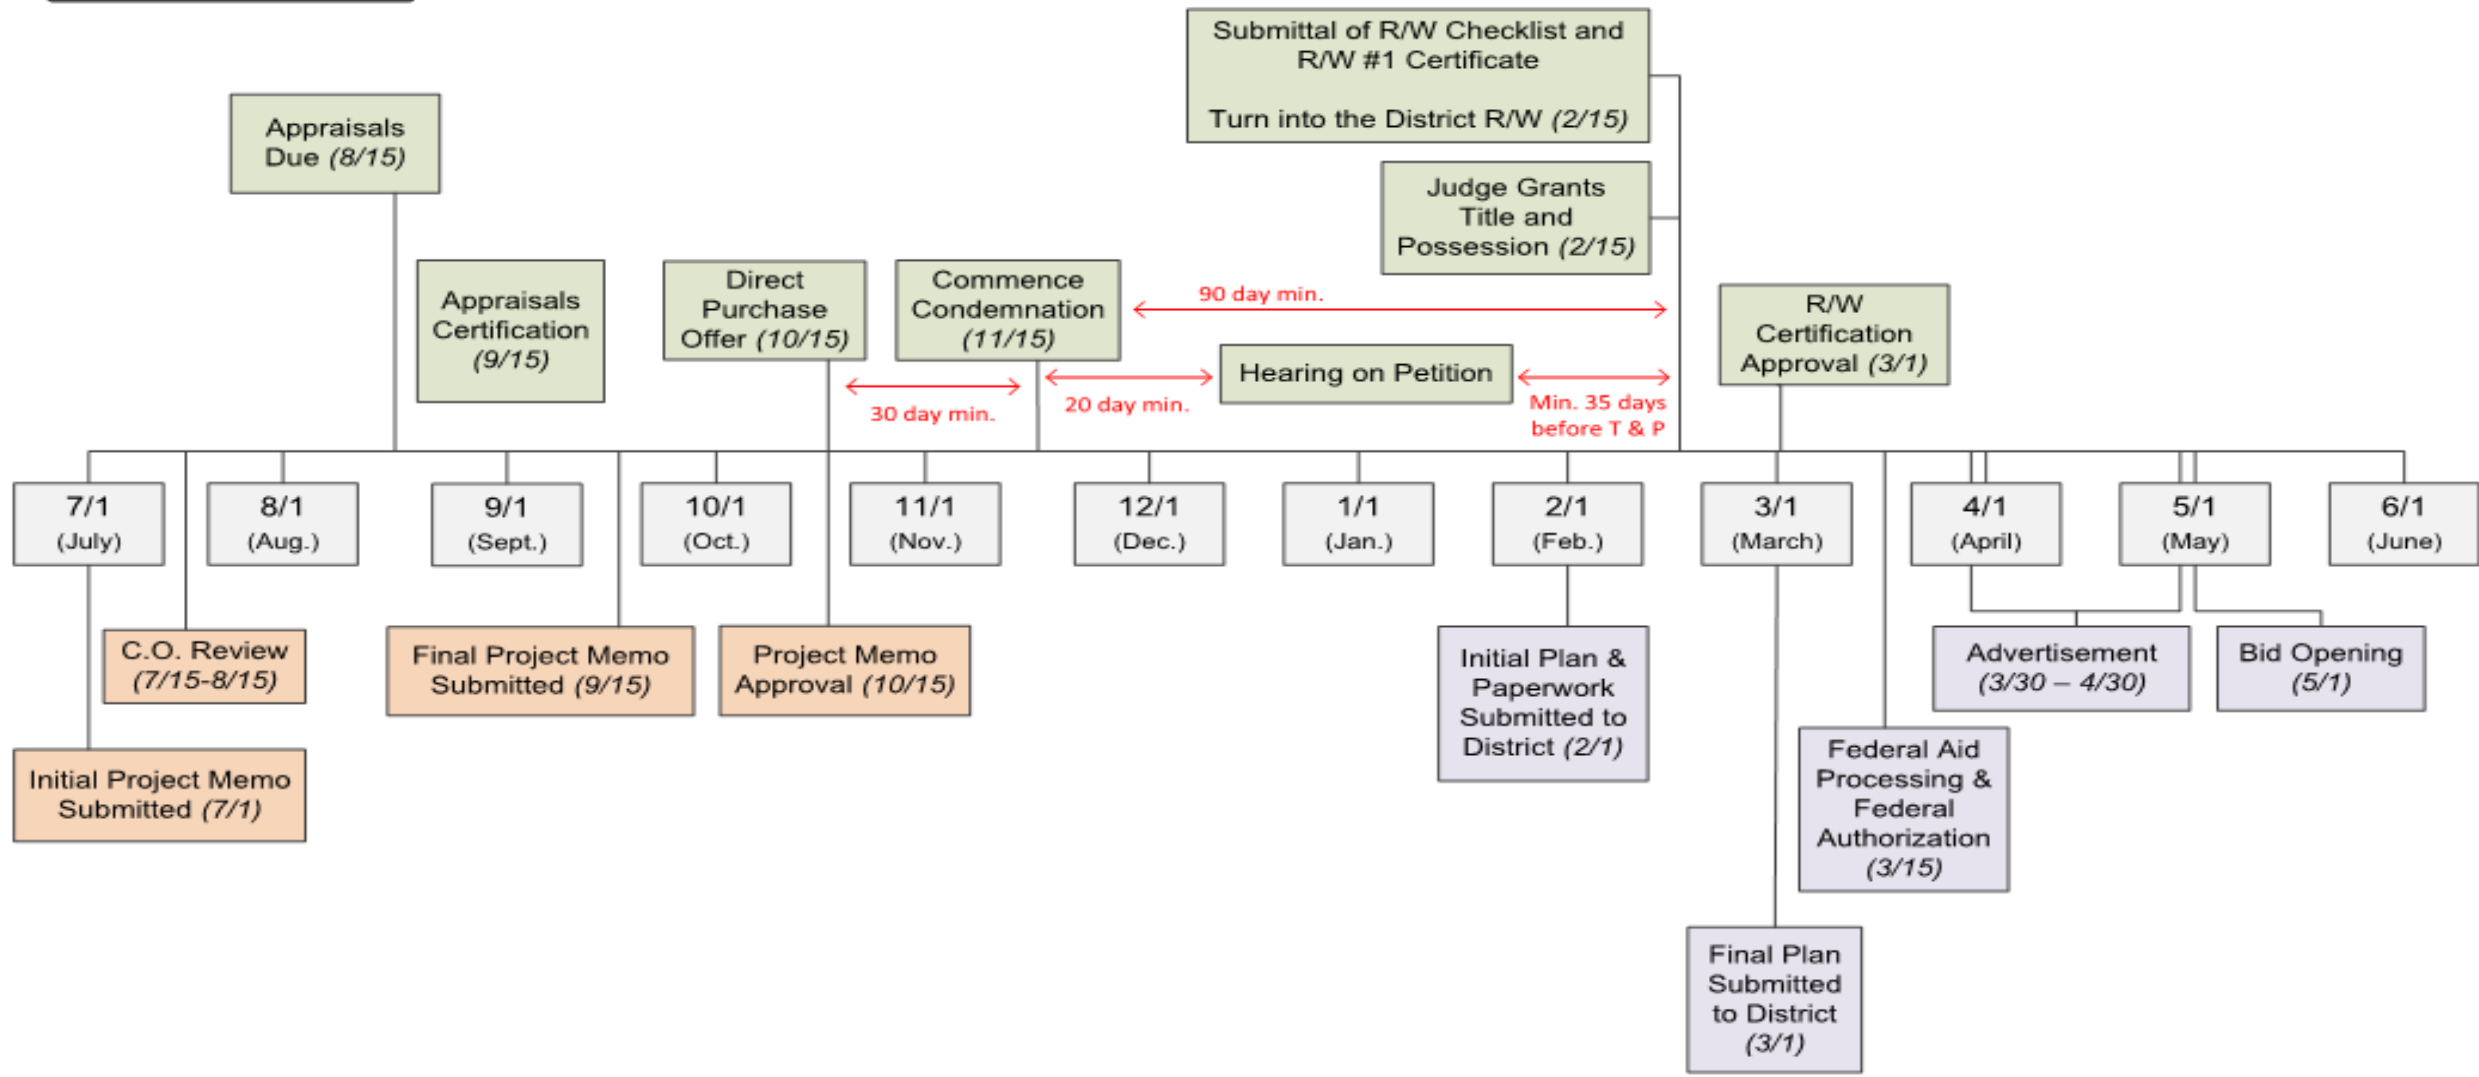 Submittal of R/W Checklist and
R/W #1 Certificate
Turn into the District R/W (2/15)
Appraisals
Due (8/15)
Judge Grants
Title and
Possession (2/15)
Appraisals
Certification
(9/15)
Direct
Purchase
Offer (10/15)
Commence
Condemnation
(11/15)
90 day min.
R/W
Certification
Approval (3/1)
Hearing on Petition
30 day min.
20 day min.
Min. 35 days
before T & P
7/1
(July)
8/1
(Aug.)
9/1
(Sept.)
10/1
(Oct.)
11/1
(Nov.)
12/1
(Dec.)
1/1
(Jan.)
2/1
(Feb.)
3/1
(March)
4/1
(April)
5/1
(May)
6/1
(June)
C.O. Review
(7/15-8/15)
Final Project Memo
Submitted (9/15)
Project Memo
Approval (10/15)
Initial Plan &
Paperwork
Submitted to
District (2/1)
Advertisement
(3/30 – 4/30)
Bid Opening
(5/1)
Initial Project Memo
Submitted (7/1)
Federal Aid
Processing &
Federal
Authorization
(3/15)
Final Plan
Submitted
to District
(3/1)